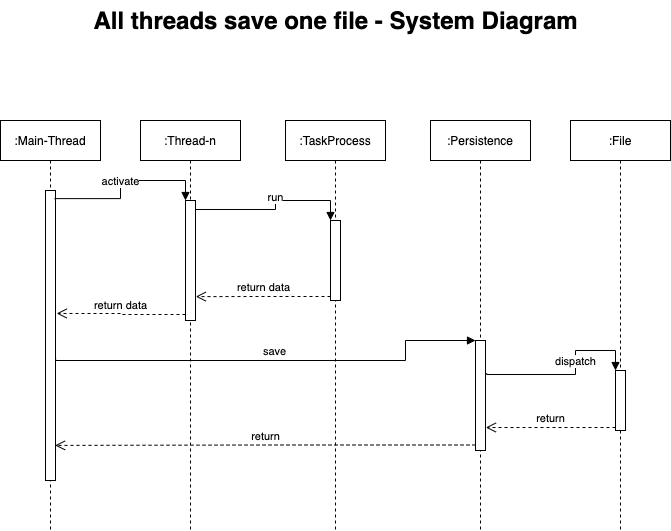 All threads save one file - System Diagram
:Main-Thread
:Thread-n
:TaskProcess
:Persistence
:File
activate
run
return data
return data
save
dispatch
return
return